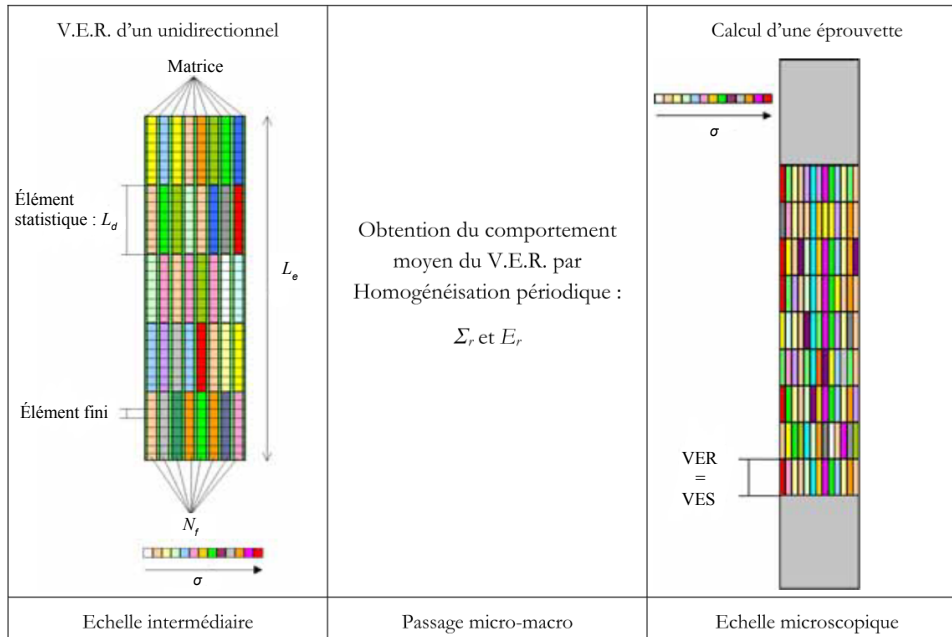 V.E.R. d'un unidirectionnel
Matrice
Élément
statistique : L_d
L_e
Élément fini
N_f
σ
Obtention du comportement
moyen du V.E.R. par
Homogénéisation périodique :
Σ_r et E_r
Calcul d'une éprouvette
σ
VER
=
VES
Echelle intermédiaire
Passage micro-macro
Echelle microscopique